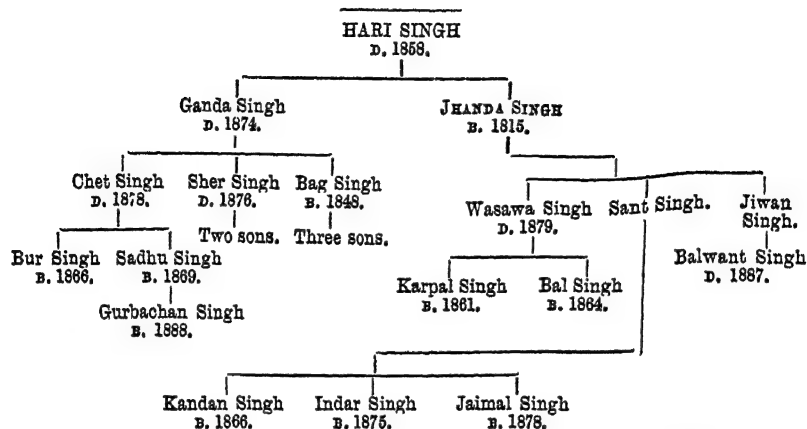 HARI SINGH
D. 1858.
Ganda Singh
D. 1874.
JHANDA SINGH
B. 1815.
Chet Singh
D. 1878.
Sher Singh
D. 1876.
Bag Singh
B. 1848.
Wasawa Singh
D. 1879.
Sant Singh.
Jiwan
Singh.
Two sons.
Three sons.
Bur Singh
B. 1866.
Sadhu Singh
B. 1869.
Balwant Singh
D. 1887.
Karpal Singh
B. 1861.
Bal Singh
B. 1864.
Gurbachan Singh
B. 1888.
Kandan Singh
B. 1866.
Indar Singh
B. 1875.
Jaimal Singh
B. 1878.